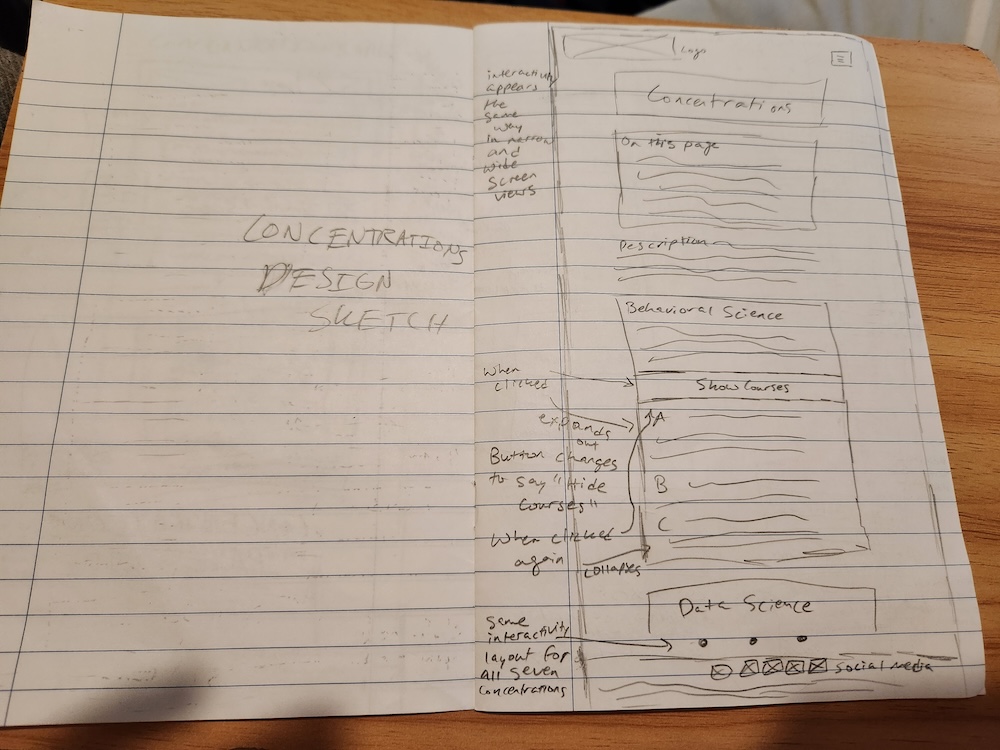 CONCENTRATIONS
DESIGN
SKETCH
interactivity
appears
the
same
way
in narrow
and
wide
screen
views
when
clicked
expands
out
Button changes
to say "Hide
Courses"
When clicked
again
collapses
same
interactivity
layout for
all seven
concentrations
Logo
Concentrations
On this page
Description
Behavioral Science
Show Courses
A
B
C
Data Science
social media